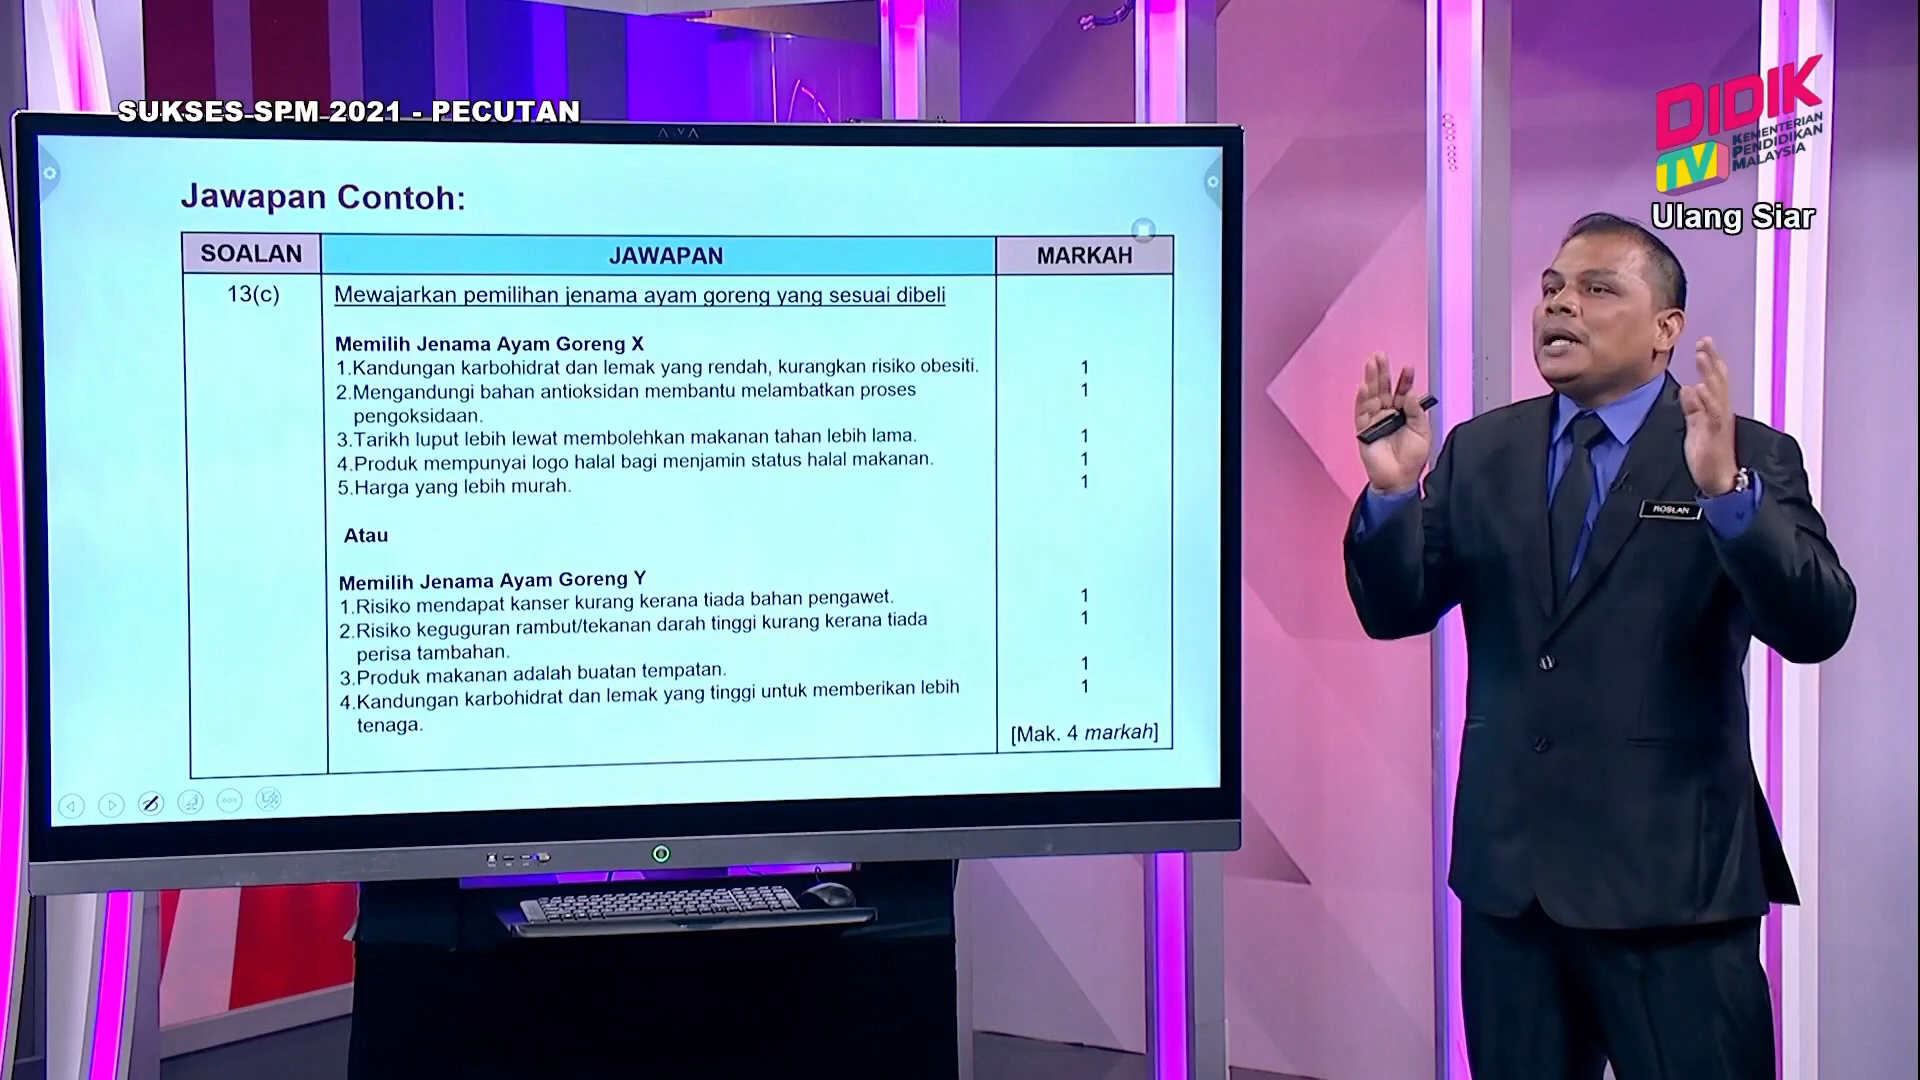 SUKSES SPM 2021 - PECUTAN
DIDIK
TV
KEMENTERIAN
PENDIDIKAN
MALAYSIA
Ulang Siar
Jawapan Contoh:
SOALAN JAWAPAN MARKAH
13(c) Mewajarkan pemilihan jenama ayam goreng yang sesuai dibeli
Memilih Jenama Ayam Goreng X
1.Kandungan karbohidrat dan lemak yang rendah, kurangkan risiko obesiti. 1
2.Mengandungi bahan antioksidan membantu melambatkan proses 1
pengoksidaan.
3.Tarikh luput lebih lewat membolehkan makanan tahan lebih lama. 1
4.Produk mempunyai logo halal bagi menjamin status halal makanan. 1
5.Harga yang lebih murah. 1
Atau
Memilih Jenama Ayam Goreng Y
1.Risiko mendapat kanser kurang kerana tiada bahan pengawet. 1
2.Risiko keguguran rambut/tekanan darah tinggi kurang kerana tiada 1
perisa tambahan.
3.Produk makanan adalah buatan tempatan. 1
4.Kandungan karbohidrat dan lemak yang tinggi untuk memberikan lebih 1
tenaga.
[Mak. 4 markah]
ROSLAN